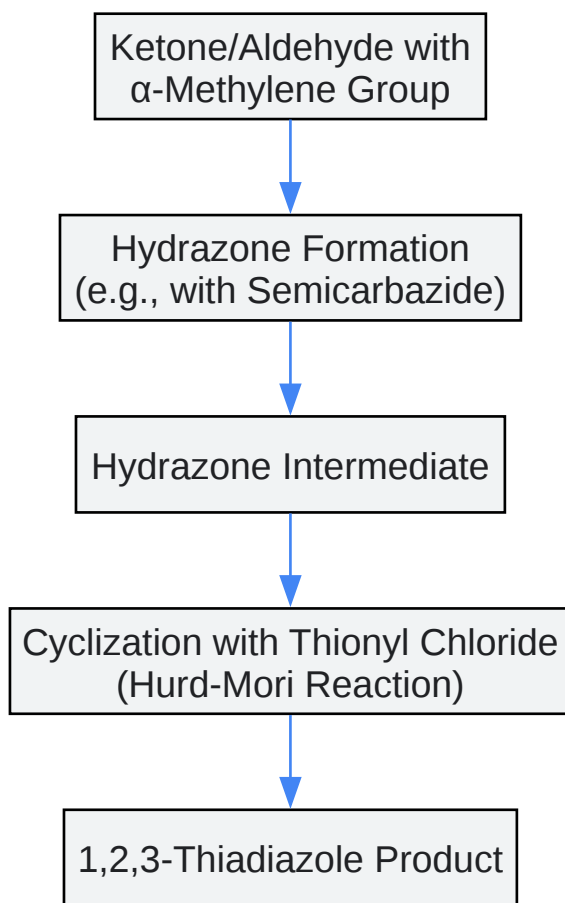 Ketone/Aldehyde with
α-Methylene Group
Hydrazone Formation
(e.g., with Semicarbazide)
Hydrazone Intermediate
Cyclization with Thionyl Chloride
(Hurd-Mori Reaction)
1,2,3-Thiadiazole Product